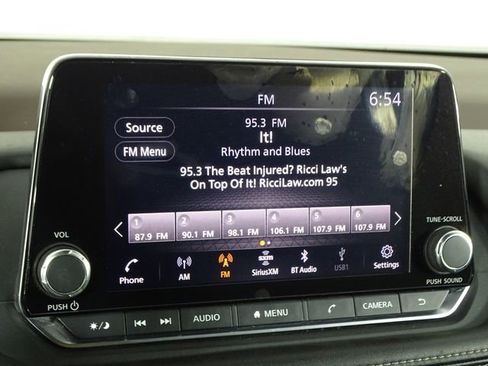 FM
6:54
Source
95.3 FM
It!
FM Menu
Rhythm and Blues
95.3 The Beat Injured? Ricci Law's
On Top Of It! RicciLaw.com 95
1 2 3 4 5 6
87.9 FM 90.1 FM 98.1 FM 106.1 FM 107.9 FM 107.9 FM
VOL
TUNE-SCROLL
sxm
Phone AM FM SiriusXM BT Audio USB1 Settings
PUSH
PUSH SOUND
AUDIO MENU CAMERA